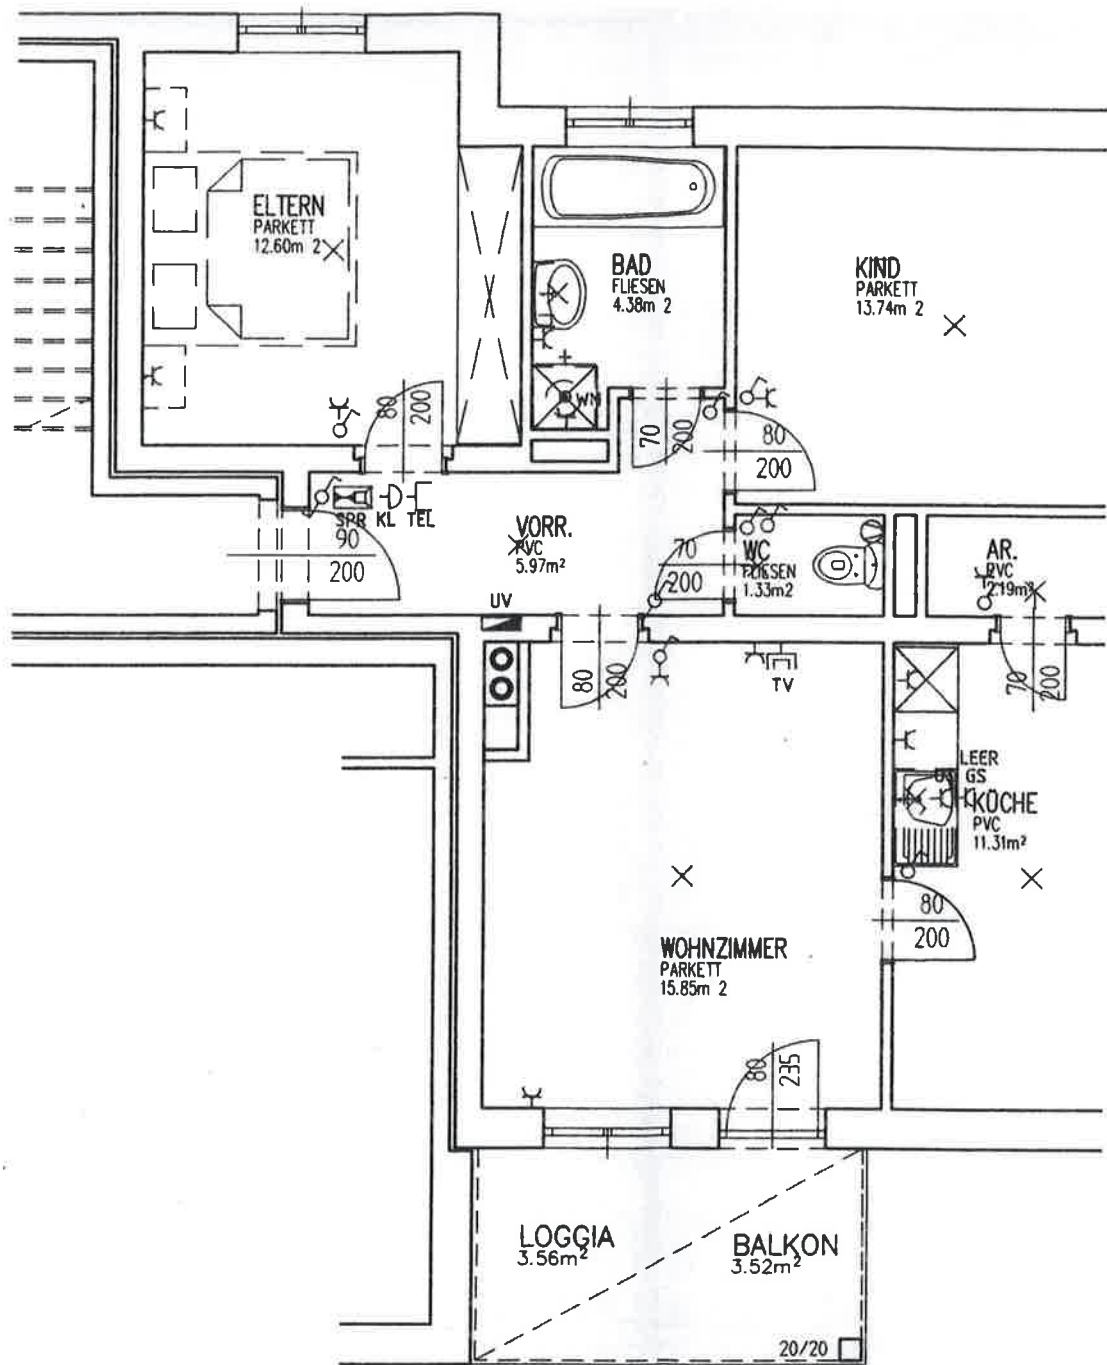 ELTERN
PARKETT
12.60m 2
BAD
FLIESEN
4.38m 2
KIND
PARKETT
13.74m 2
WM
80
200
70
200
80
200
SPR KL TEL
90
200
VORR.
PVC
5.97m²
70
200
WC
FLIESEN
1.33m2
AR.
PVC
2.19m²
UV
80
200
TV
70
200
LEER
GS
KÜCHE
PVC
11.31m²
80
200
WOHNZIMMER
PARKETT
15.85m 2
80
235
LOGGIA
3.56m²
BALKON
3.52m²
20/20